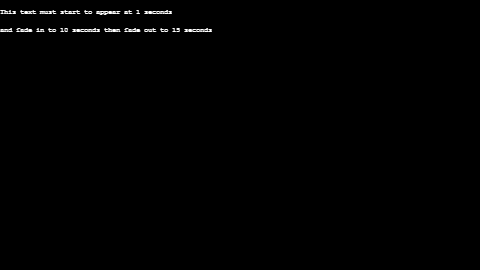 This text must start to appear at 1 seconds
and fade in to 10 seconds then fade out to 15 seconds